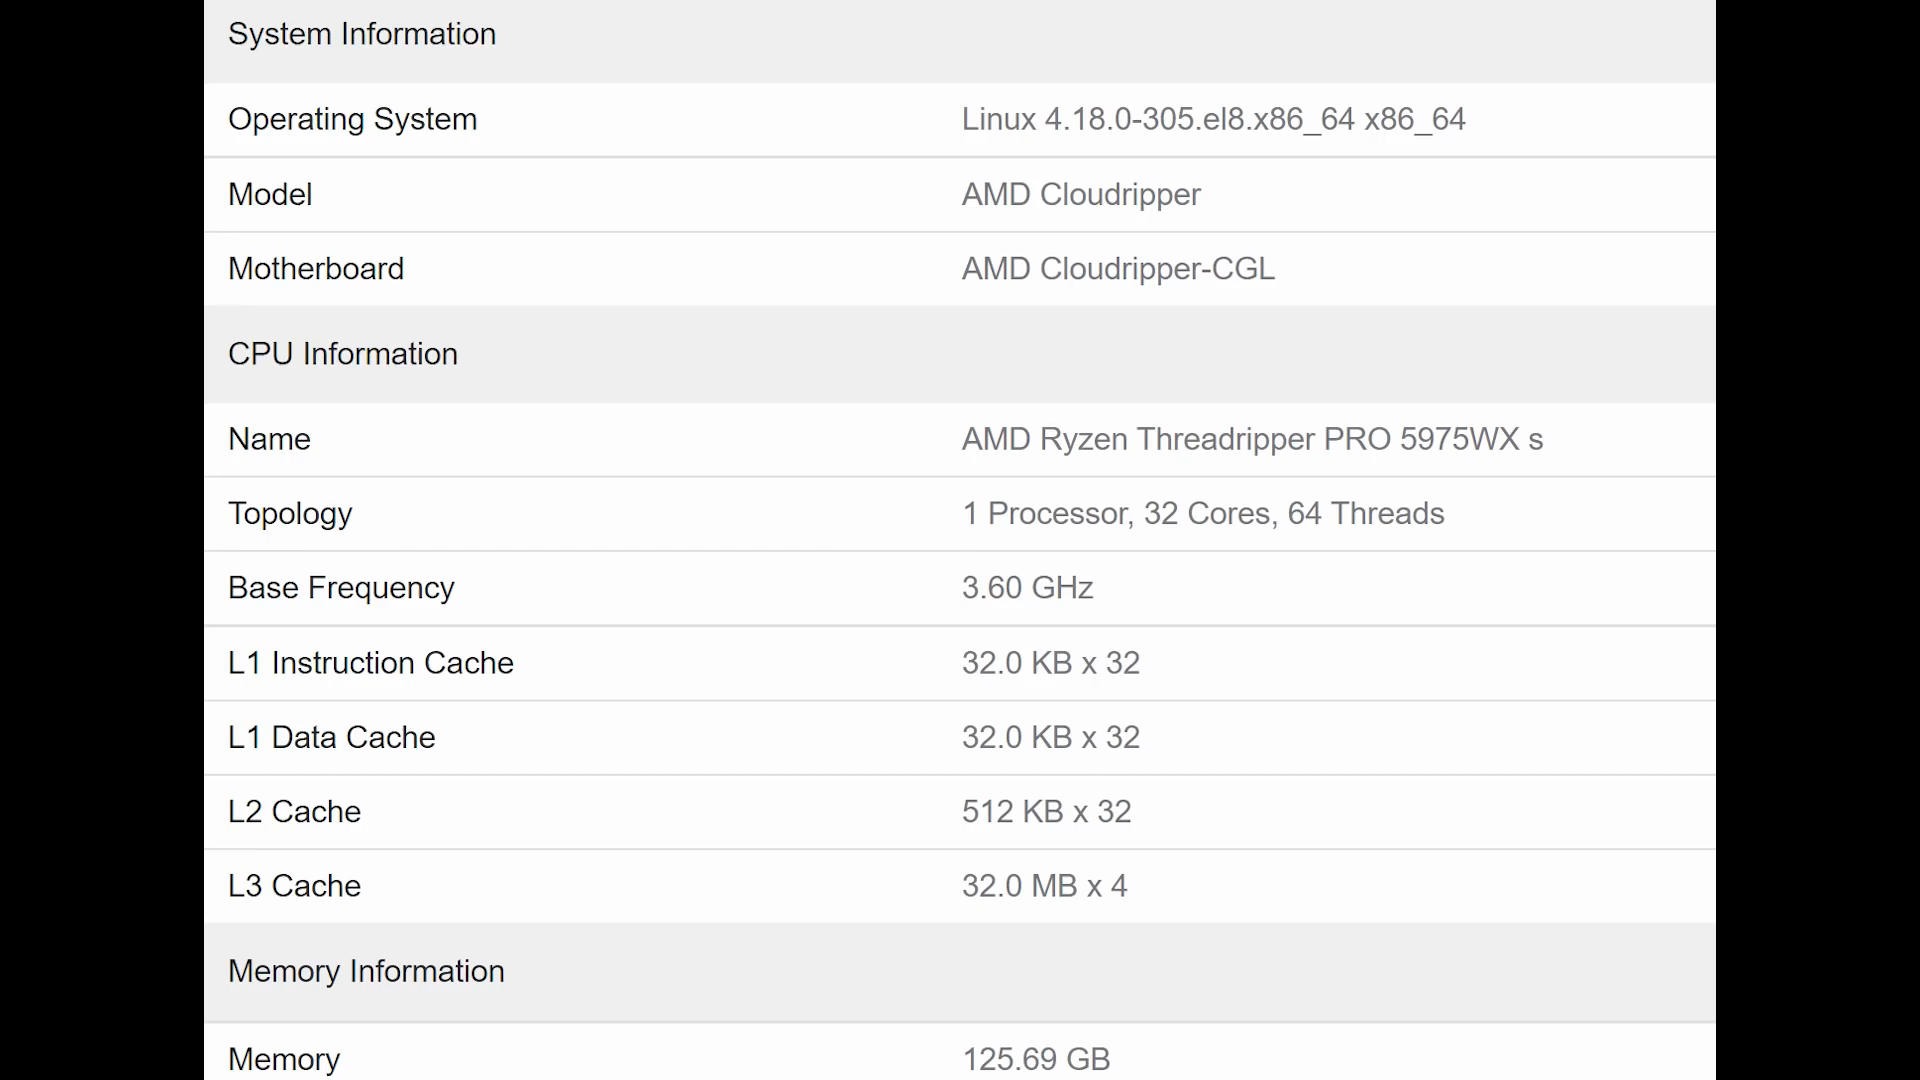 System Information
Operating System Linux 4.18.0-305.el8.x86_64 x86_64
Model AMD Cloudripper
Motherboard AMD Cloudripper-CGL
CPU Information
Name AMD Ryzen Threadripper PRO 5975WX s
Topology 1 Processor, 32 Cores, 64 Threads
Base Frequency 3.60 GHz
L1 Instruction Cache 32.0 KB x 32
L1 Data Cache 32.0 KB x 32
L2 Cache 512 KB x 32
L3 Cache 32.0 MB x 4
Memory Information
Memory 125.69 GB